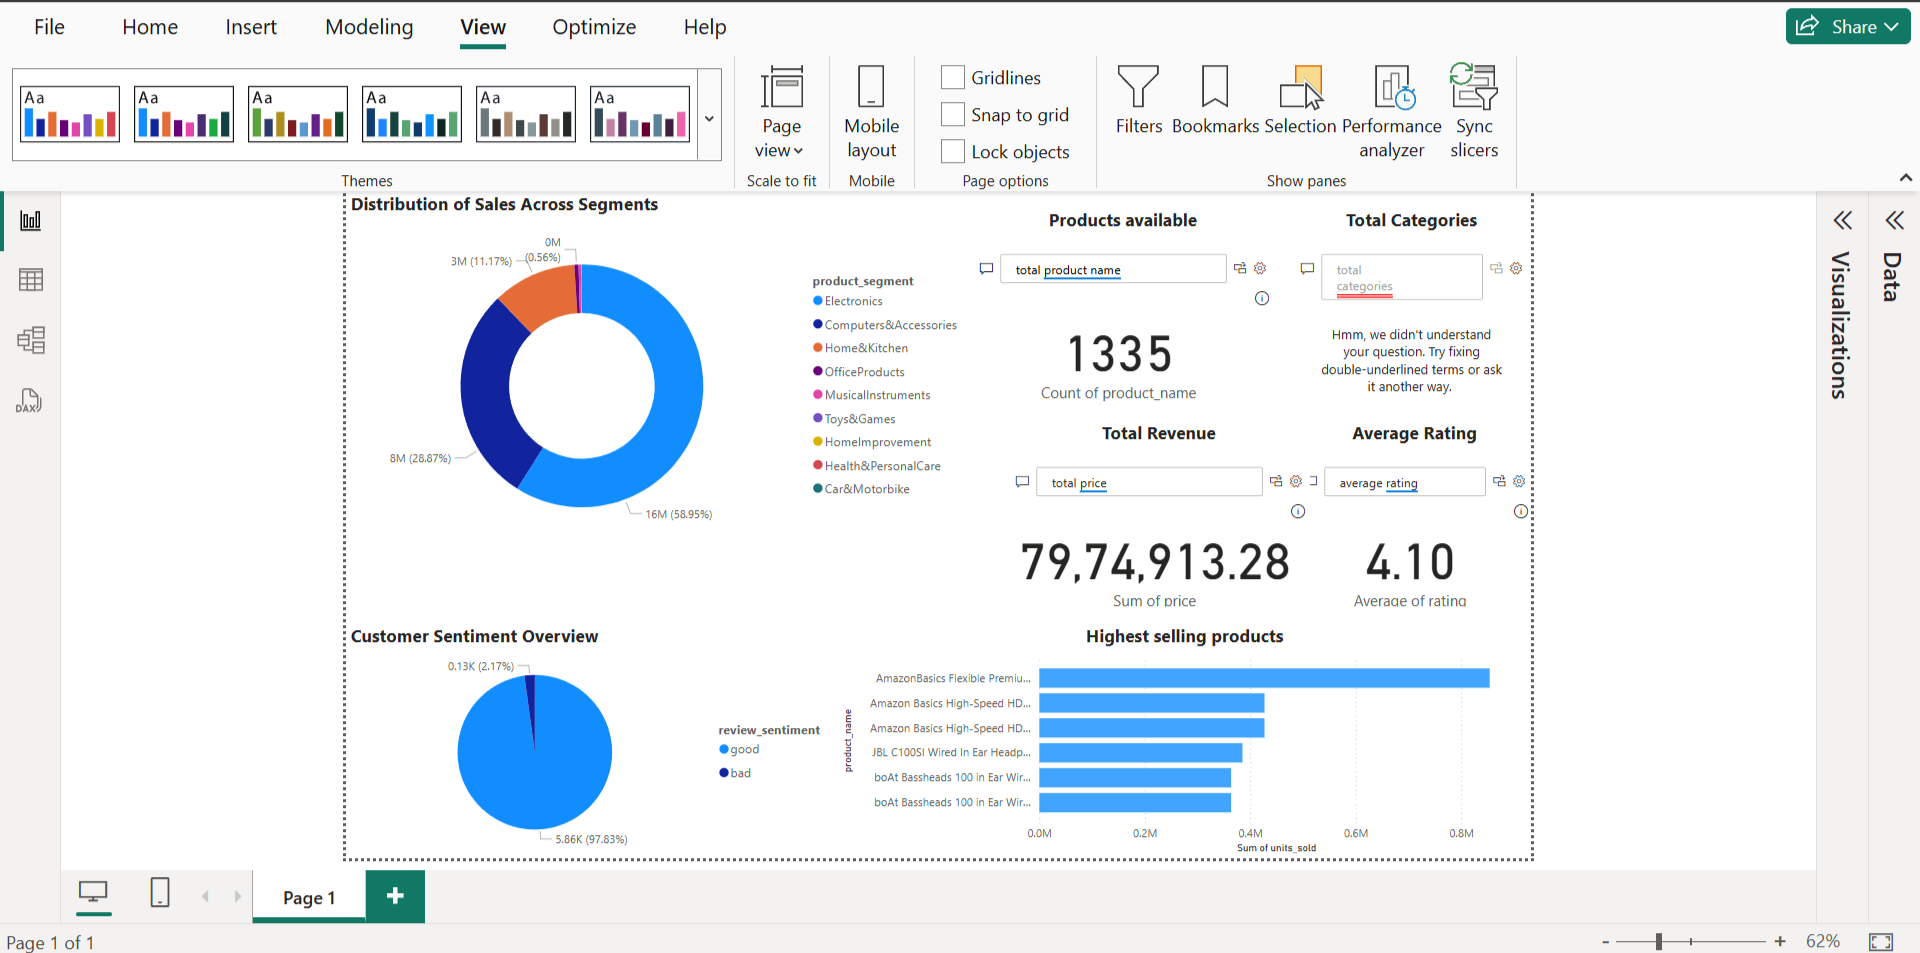 File Home Insert Modeling View Optimize Help Share
Aa Aa Aa Aa Aa Aa
Page view
Mobile layout
Gridlines
Snap to grid
Lock objects
Filters Bookmarks Selection Performance analyzer Sync slicers
Themes Scale to fit Mobile Page options Show panes
Distribution of Sales Across Segments
0M
(0.56%)
3M (11.17%)
8M (28.87%)
16M (58.95%)
product_segment
Electronics
Computers&Accessories
Home&Kitchen
OfficeProducts
MusicalInstruments
Toys&Games
HomeImprovement
Health&PersonalCare
Car&Motorbike
Products available
total product name
1335
Count of product_name
Total Categories
total
categories
Hmm, we didn't understand
your question. Try fixing
double-underlined terms or ask
it another way.
Total Revenue
total price
79,74,913.28
Sum of price
Average Rating
average rating
4.10
Average of rating
Customer Sentiment Overview
0.13K (2.17%)
5.86K (97.83%)
review_sentiment
good
bad
Highest selling products
product_name
AmazonBasics Flexible Premiu...
Amazon Basics High-Speed HD...
Amazon Basics High-Speed HD...
JBL C100SI Wired In Ear Headp...
boAt Bassheads 100 in Ear Wir...
boAt Bassheads 100 in Ear Wir...
0.0M 0.2M 0.4M 0.6M 0.8M
Sum of units_sold
Visualizations
Data
DAX
Page 1
Page 1 of 1
- + 62%